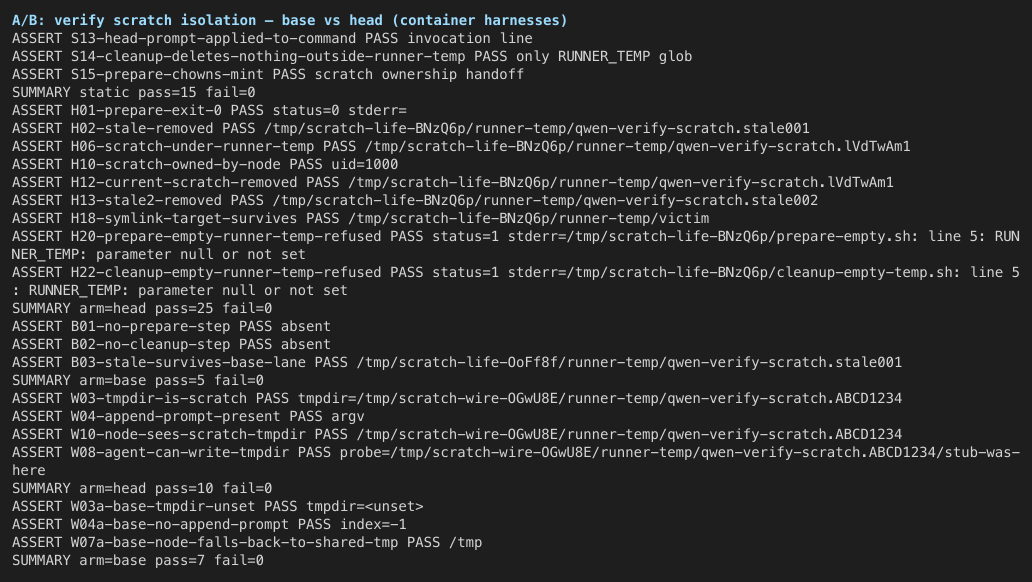 A/B: verify scratch isolation — base vs head (container harnesses)
ASSERT S13-head-prompt-applied-to-command PASS invocation line
ASSERT S14-cleanup-deletes-nothing-outside-runner-temp PASS only RUNNER_TEMP glob
ASSERT S15-prepare-chowns-mint PASS scratch ownership handoff
SUMMARY static pass=15 fail=0
ASSERT H01-prepare-exit-0 PASS status=0 stderr=
ASSERT H02-stale-removed PASS /tmp/scratch-life-BNzQ6p/runner-temp/qwen-verify-scratch.stale001
ASSERT H06-scratch-under-runner-temp PASS /tmp/scratch-life-BNzQ6p/runner-temp/qwen-verify-scratch.lVdTwAm1
ASSERT H10-scratch-owned-by-node PASS uid=1000
ASSERT H12-current-scratch-removed PASS /tmp/scratch-life-BNzQ6p/runner-temp/qwen-verify-scratch.lVdTwAm1
ASSERT H13-stale2-removed PASS /tmp/scratch-life-BNzQ6p/runner-temp/qwen-verify-scratch.stale002
ASSERT H18-symlink-target-survives PASS /tmp/scratch-life-BNzQ6p/runner-temp/victim
ASSERT H20-prepare-empty-runner-temp-refused PASS status=1 stderr=/tmp/scratch-life-BNzQ6p/prepare-empty.sh: line 5: RUN
NER_TEMP: parameter null or not set
ASSERT H22-cleanup-empty-runner-temp-refused PASS status=1 stderr=/tmp/scratch-life-BNzQ6p/cleanup-empty-temp.sh: line 5
: RUNNER_TEMP: parameter null or not set
SUMMARY arm=head pass=25 fail=0
ASSERT B01-no-prepare-step PASS absent
ASSERT B02-no-cleanup-step PASS absent
ASSERT B03-stale-survives-base-lane PASS /tmp/scratch-life-OoFf8f/runner-temp/qwen-verify-scratch.stale001
SUMMARY arm=base pass=5 fail=0
ASSERT W03-tmpdir-is-scratch PASS tmpdir=/tmp/scratch-wire-OGwU8E/runner-temp/qwen-verify-scratch.ABCD1234
ASSERT W04-append-prompt-present PASS argv
ASSERT W10-node-sees-scratch-tmpdir PASS /tmp/scratch-wire-OGwU8E/runner-temp/qwen-verify-scratch.ABCD1234
ASSERT W08-agent-can-write-tmpdir PASS probe=/tmp/scratch-wire-OGwU8E/runner-temp/qwen-verify-scratch.ABCD1234/stub-was-
here
SUMMARY arm=head pass=10 fail=0
ASSERT W03a-base-tmpdir-unset PASS tmpdir=<unset>
ASSERT W04a-base-no-append-prompt PASS index=-1
ASSERT W07a-base-node-falls-back-to-shared-tmp PASS /tmp
SUMMARY arm=base pass=7 fail=0